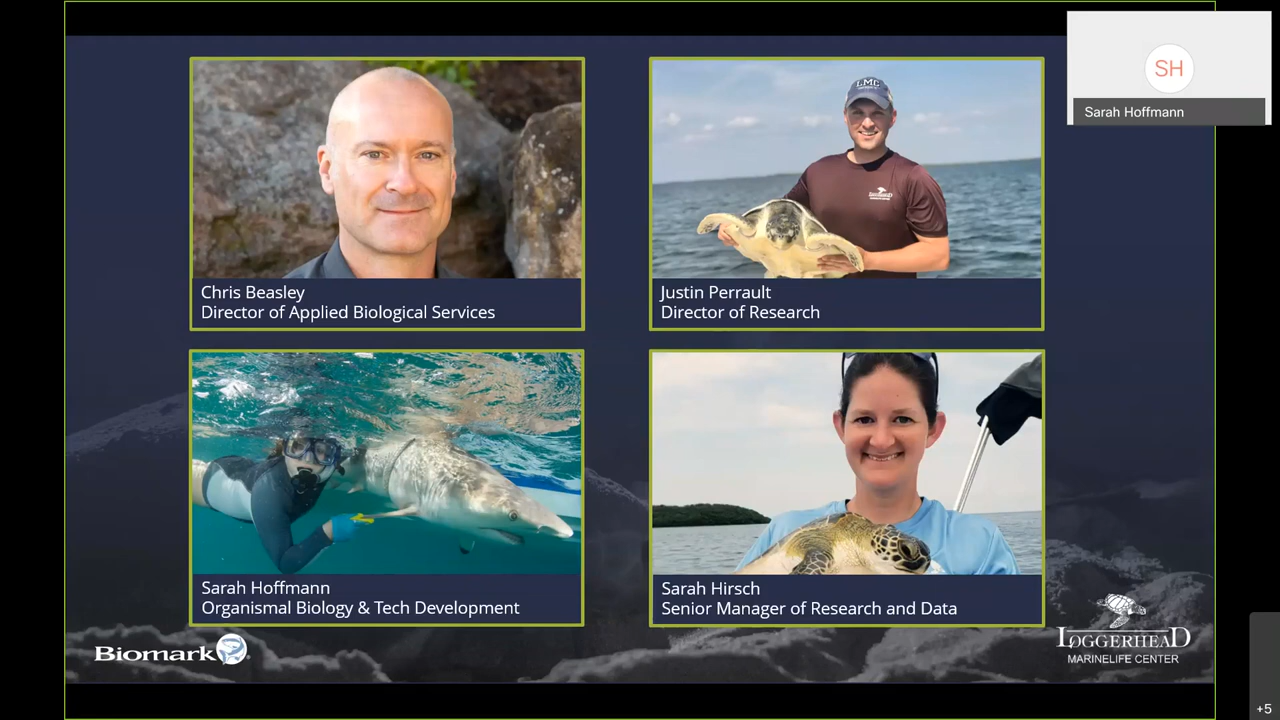 SH
Sarah Hoffmann
LMC
LOGGERHEAD
Chris Beasley
Director of Applied Biological Services
Justin Perrault
Director of Research
Sarah Hoffmann
Organismal Biology & Tech Development
Sarah Hirsch
Senior Manager of Research and Data
Biomark
LOGGERHEAD
MARINELIFE CENTER
+5